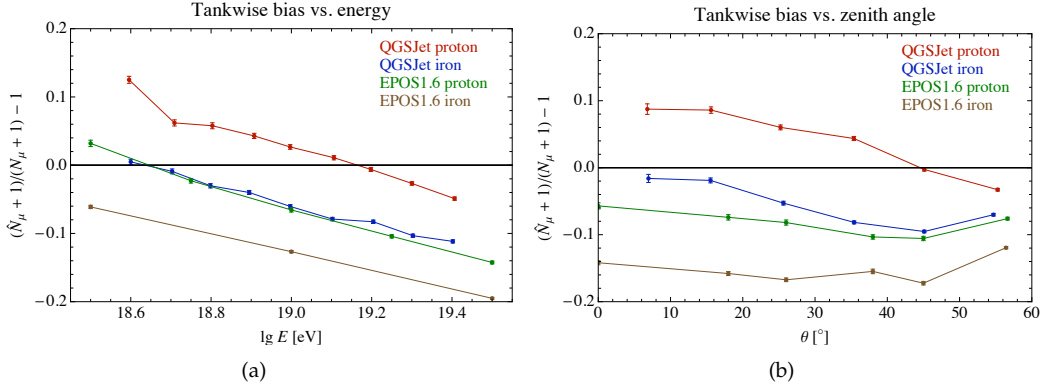 Tankwise bias vs. energy
0.2
0.1
0.0
−0.1
−0.2
(N̂μ + 1)/(Nμ + 1) − 1
QGSJet proton
QGSJet iron
EPOS1.6 proton
EPOS1.6 iron
18.6 18.8 19.0 19.2 19.4
lg E [eV]
(a)
Tankwise bias vs. zenith angle
0.2
0.1
0.0
−0.1
−0.2
(N̂μ + 1)/(Nμ + 1) − 1
QGSJet proton
QGSJet iron
EPOS1.6 proton
EPOS1.6 iron
0 10 20 30 40 50 60
θ [°]
(b)